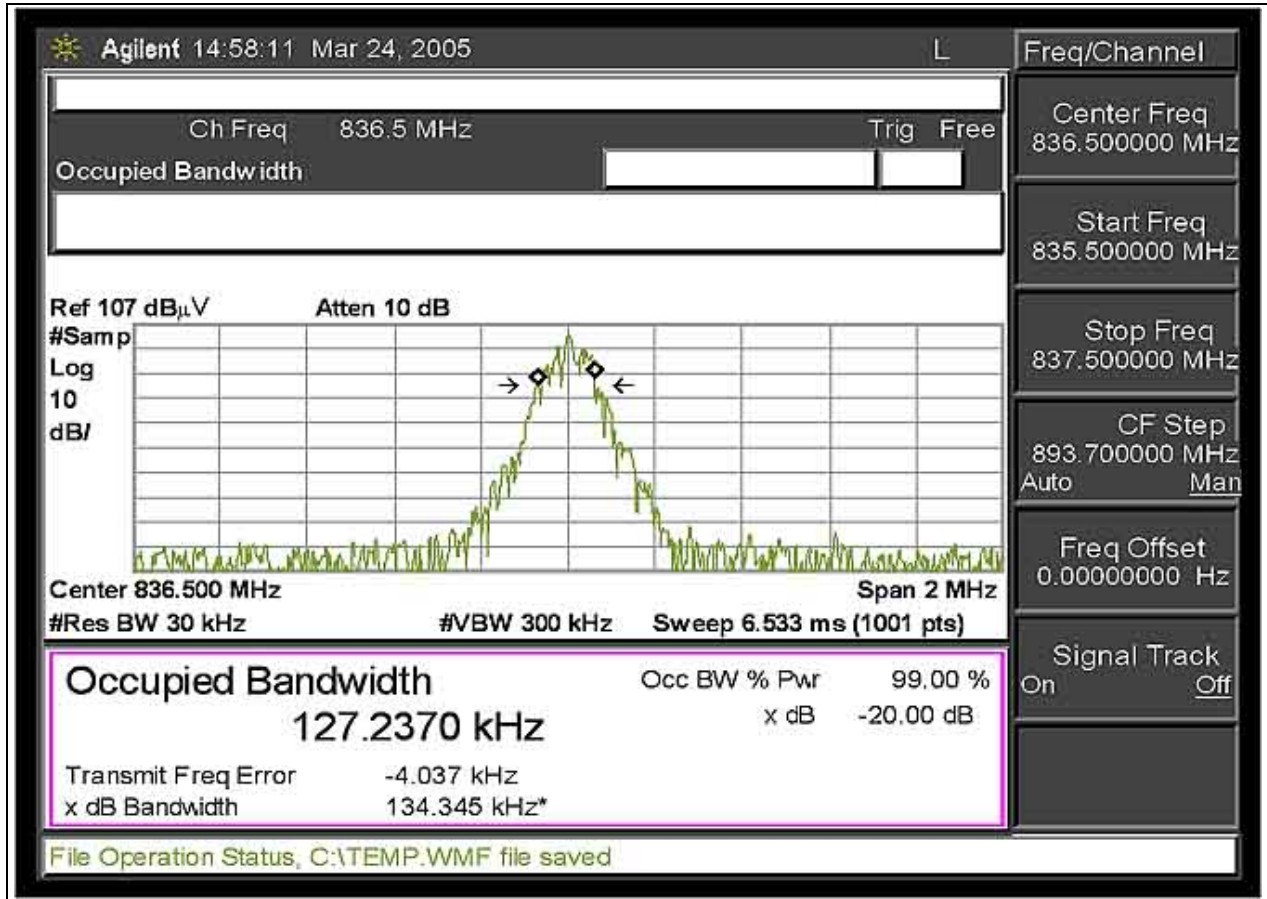 Agilent 14:58:11 Mar 24, 2005 L
Freq/Channel
Ch Freq 836.5 MHz Trig Free
Occupied Bandwidth
Center Freq
836.500000 MHz
Start Freq
835.500000 MHz
Stop Freq
837.500000 MHz
CF Step
893.700000 MHz
Auto Man
Freq Offset
0.00000000 Hz
Signal Track
On Off
Ref 107 dBµV Atten 10 dB
#Samp
Log
10
dB/
Center 836.500 MHz Span 2 MHz
#Res BW 30 kHz #VBW 300 kHz Sweep 6.533 ms (1001 pts)
Occupied Bandwidth Occ BW % Pwr 99.00 %
127.2370 kHz x dB -20.00 dB
Transmit Freq Error -4.037 kHz
x dB Bandwidth 134.345 kHz*
File Operation Status, C:\TEMP.WMF file saved